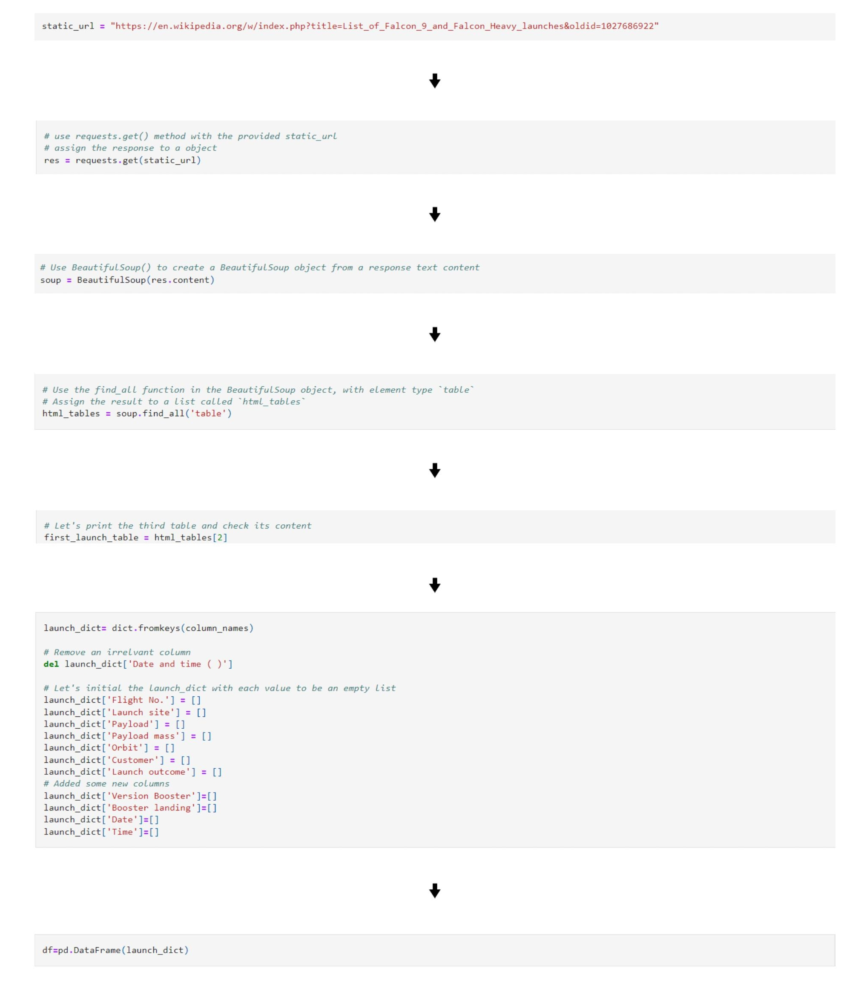 static_url = "https://en.wikipedia.org/w/index.php?title=List_of_Falcon_9_and_Falcon_Heavy_launches&oldid=1027686922"
# use requests.get() method with the provided static_url
# assign the response to a object
res = requests.get(static_url)
# Use BeautifulSoup() to create a BeautifulSoup object from a response text content
soup = BeautifulSoup(res.content)
# Use the find_all function in the BeautifulSoup object, with element type `table`
# Assign the result to a list called `html_tables`
html_tables = soup.find_all('table')
# Let's print the third table and check its content
first_launch_table = html_tables[2]
launch_dict= dict.fromkeys(column_names)
# Remove an irrelvant column
del launch_dict['Date and time ( )']
# Let's initial the launch_dict with each value to be an empty list
launch_dict['Flight No.'] = []
launch_dict['Launch site'] = []
launch_dict['Payload'] = []
launch_dict['Payload mass'] = []
launch_dict['Orbit'] = []
launch_dict['Customer'] = []
launch_dict['Launch outcome'] = []
# Added some new columns
launch_dict['Version Booster']=[]
launch_dict['Booster landing']=[]
launch_dict['Date']=[]
launch_dict['Time']=[]
df=pd.DataFrame(launch_dict)